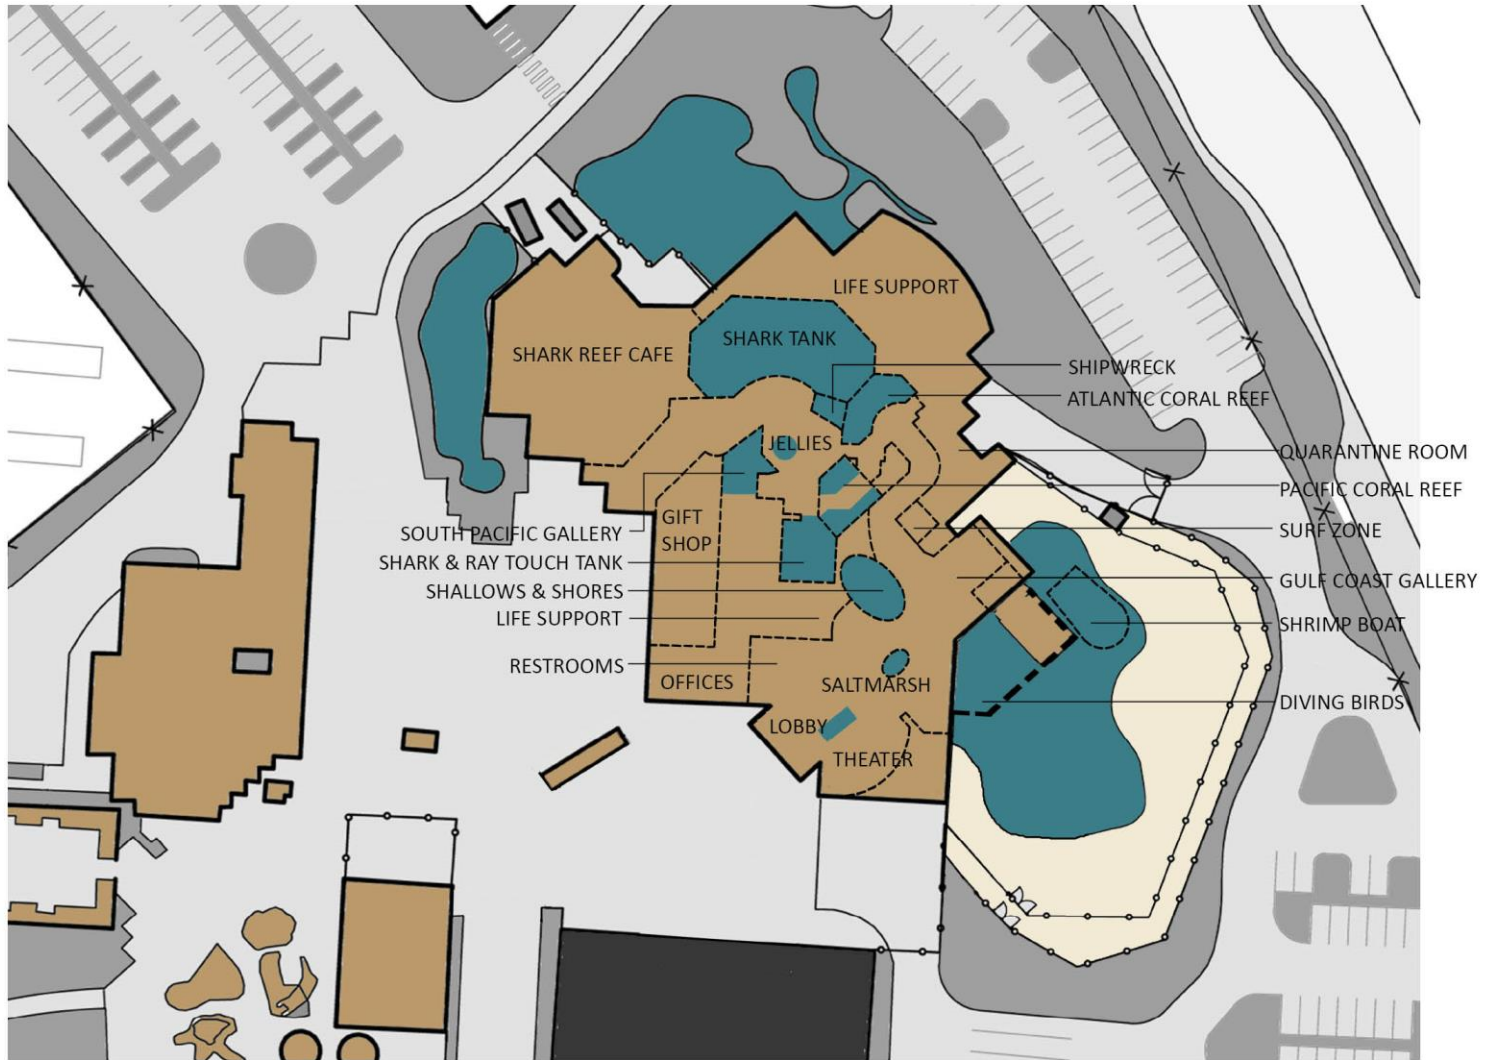 LIFE SUPPORT
SHARK TANK
SHARK REEF CAFE
SHIPWRECK
ATLANTIC CORAL REEF
JELLIES
QUARANTINE ROOM
PACIFIC CORAL REEF
GIFT
SHOP
SOUTH PACIFIC GALLERY
SURF ZONE
SHARK & RAY TOUCH TANK
GULF COAST GALLERY
SHALLOWS & SHORES
LIFE SUPPORT
SHRIMP BOAT
RESTROOMS
OFFICES
SALTMARSH
DIVING BIRDS
LOBBY
THEATER